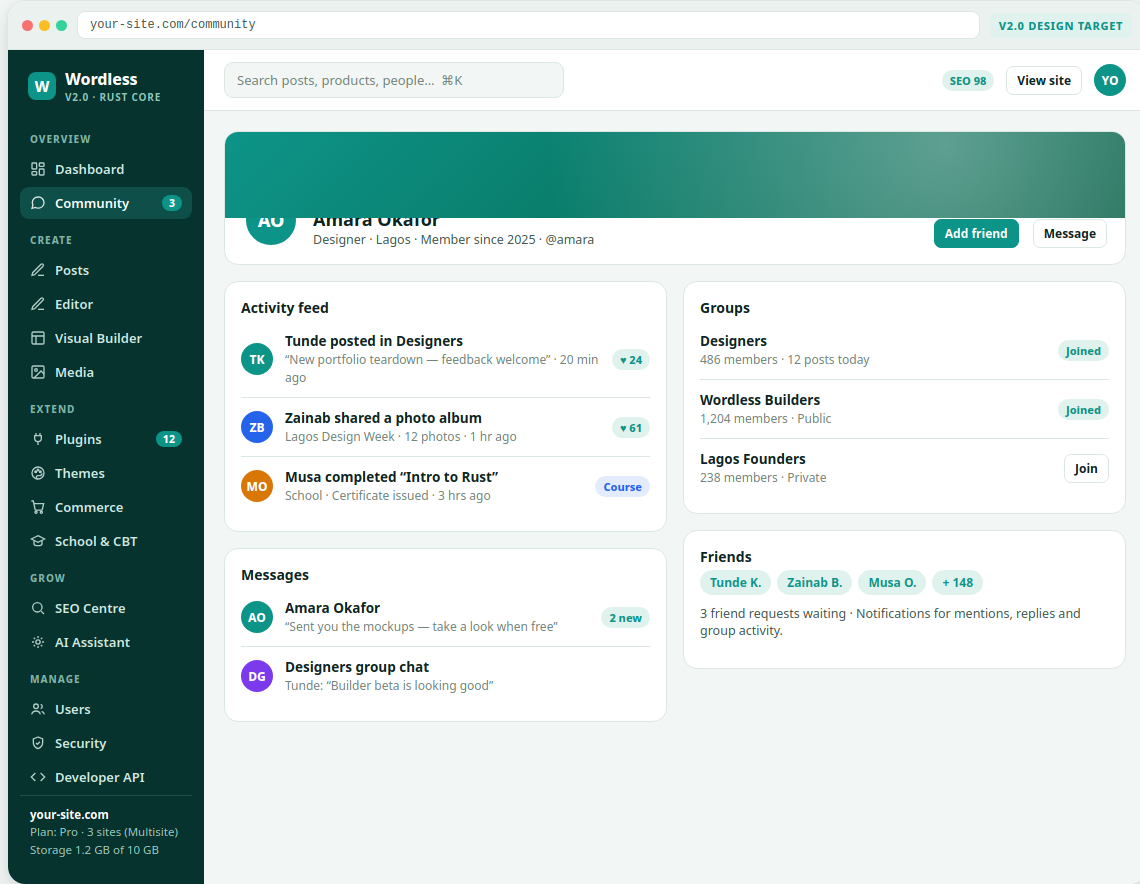 your-site.com/community
V2.0 DESIGN TARGET
W
Wordless
V2.0 · RUST CORE
OVERVIEW
Dashboard
Community 3
CREATE
Posts
Editor
Visual Builder
Media
EXTEND
Plugins 12
Themes
Commerce
School & CBT
GROW
SEO Centre
AI Assistant
MANAGE
Users
Security
Developer API
your-site.com
Plan: Pro · 3 sites (Multisite)
Storage 1.2 GB of 10 GB
Search posts, products, people... ⌘K
SEO 98
View site
YO
AO
Amara Okafor
Designer · Lagos · Member since 2025 · @amara
Add friend
Message
Activity feed
TK
Tunde posted in Designers
“New portfolio teardown — feedback welcome” · 20 min
ago
♥ 24
ZB
Zainab shared a photo album
Lagos Design Week · 12 photos · 1 hr ago
♥ 61
MO
Musa completed “Intro to Rust”
School · Certificate issued · 3 hrs ago
Course
Messages
AO
Amara Okafor
“Sent you the mockups — take a look when free”
2 new
DG
Designers group chat
Tunde: “Builder beta is looking good”
Groups
Designers
486 members · 12 posts today
Joined
Wordless Builders
1,204 members · Public
Joined
Lagos Founders
238 members · Private
Join
Friends
Tunde K. Zainab B. Musa O. + 148
3 friend requests waiting · Notifications for mentions, replies and
group activity.